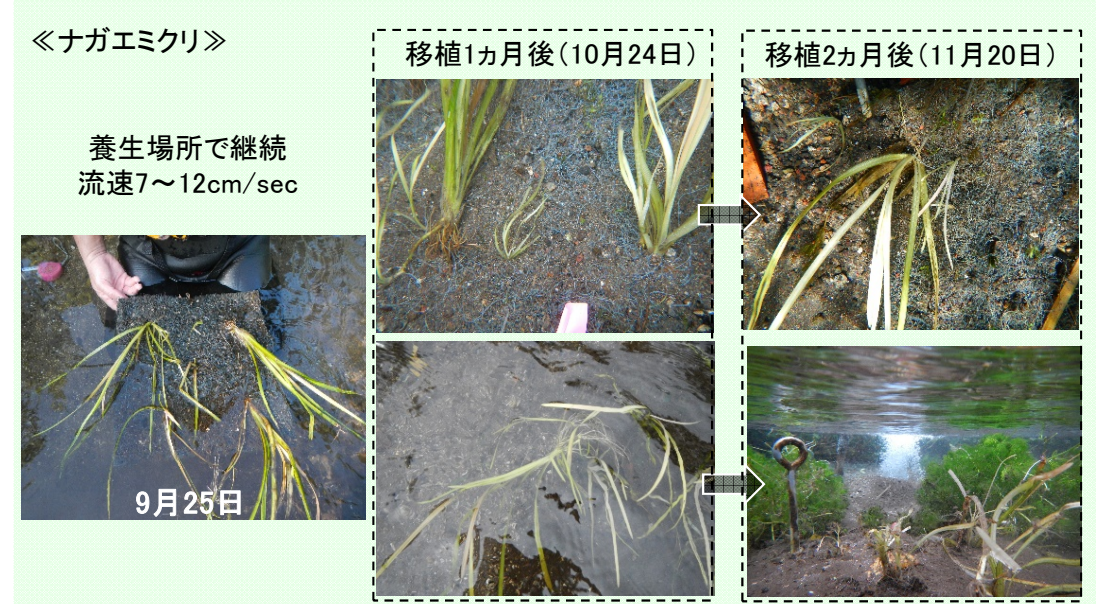 ≪ナガエミクリ≫
養生場所で継続
流速7～12cm/sec
9月25日
移植1ヵ月後（10月24日）
移植2ヵ月後（11月20日）